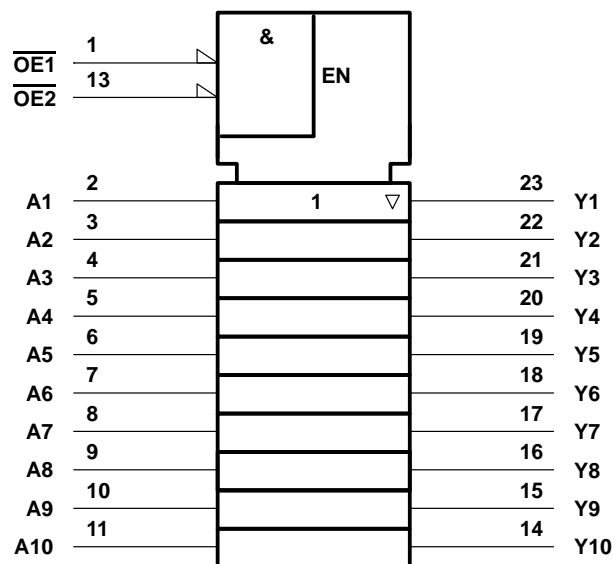 &
1
OE1
EN
13
OE2
2 23
A1 1 ▽ Y1
3 22
A2 Y2
4 21
A3 Y3
5 20
A4 Y4
6 19
A5 Y5
7 18
A6 Y6
8 17
A7 Y7
9 16
A8 Y8
10 15
A9 Y9
11 14
A10 Y10